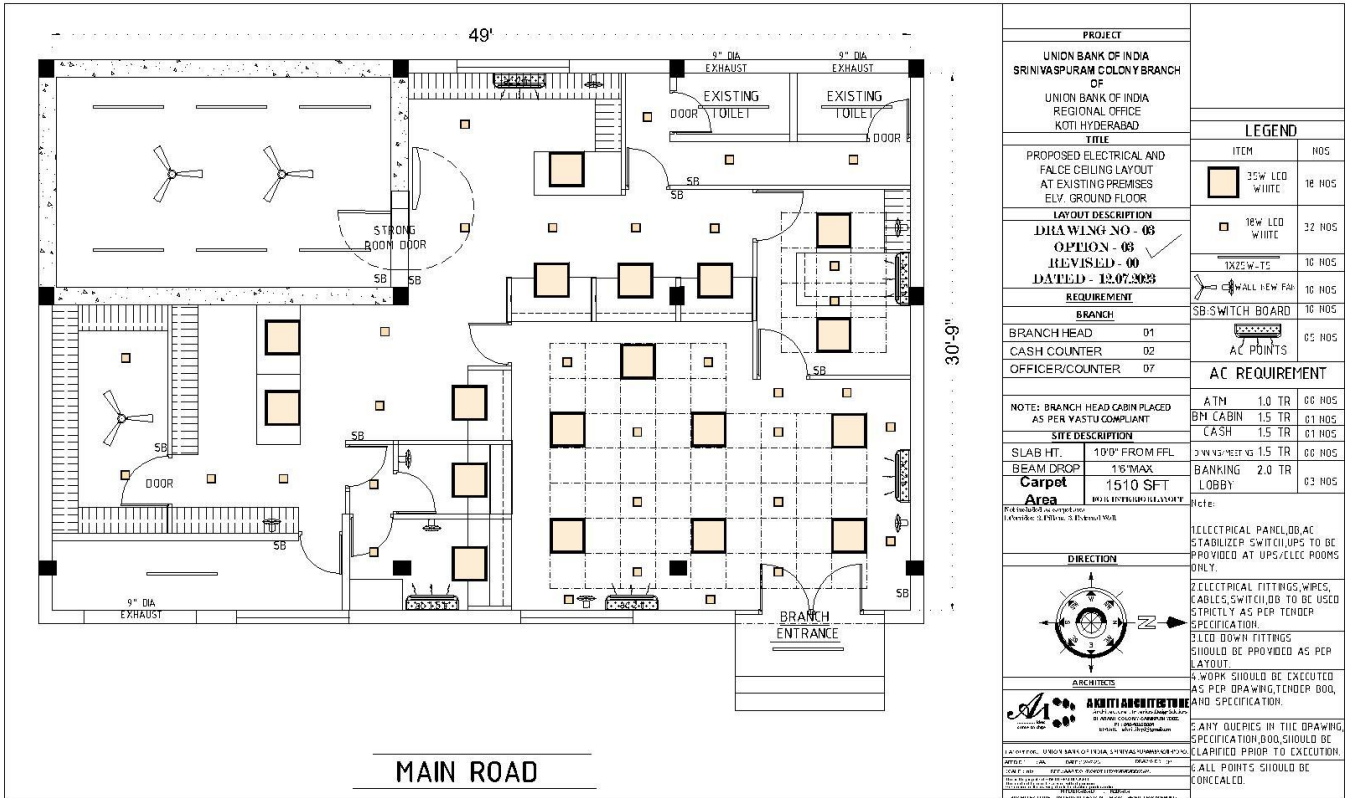 49'
9" DIA
EXHAUST
9" DIA
EXHAUST
EXISTING
TOILET
EXISTING
TOILET
DOOR
DOOR
SB
SB
STRONG
ROOM DOOR
SB
SB
30'-9"
SB
SB
SB
DOOR
SB
SB
9" DIA
EXHAUST
BRANCH
ENTRANCE
MAIN ROAD
PROJECT
UNION BANK OF INDIA
SRINIVASPURAM COLONY BRANCH
OF
UNION BANK OF INDIA
REGIONAL OFFICE
KOTI HYDERABAD
TITLE
PROPOSED ELECTRICAL AND
FALCE CEILING LAYOUT
AT EXISTING PREMISES
ELV. GROUND FLOOR
LAYOUT DESCRIPTION
DRAWING NO - 03
OPTION - 03
REVISED - 00
DATED - 12.07.2023
REQUIREMENT
BRANCH
BRANCH HEAD 01
CASH COUNTER 02
OFFICER/COUNTER 07
NOTE: BRANCH HEAD CABIN PLACED
AS PER VASTU COMPLIANT
SITE DESCRIPTION
SLAB HT. 10'0" FROM FFL
BEAM DROP 1'6"MAX
Carpet Area 1510 SFT
FOR INTERIOR LAYOUT
DIRECTION
N
ARCHITECTS
AKRITI ARCHITECTURE
LEGEND
ITEM NOS
35W LED
WHITE 18 NOS
18W LED
WHITE 32 NOS
1X25W-T5 10 NOS
WALL NEW FAN 10 NOS
SB:SWITCH BOARD 10 NOS
AC POINTS 05 NOS
AC REQUIREMENT
ATM 1.0 TR 00 NOS
BM CABIN 1.5 TR 01 NOS
CASH 1.5 TR 01 NOS
DINING/MEETING 1.5 TR 00 NOS
BANKING
LOBBY 2.0 TR 03 NOS
Note:
1.ELECTRICAL PANEL,DB,AC
STABILIZER SWITCH,UPS TO BE
PROVIDED AT UPS/ELEC ROOMS
ONLY.
2.ELECTRICAL FITTINGS,WIRES,
CABLES,SWITCH,DB TO BE USED
STRICTLY AS PER TENDER
SPECIFICATION.
3.LED DOWN FITTINGS
SHOULD BE PROVIDED AS PER
LAYOUT.
4.WORK SHOULD BE EXECUTED
AS PER DRAWING,TENDER BOQ,
AND SPECIFICATION.
5.ANY QUERIES IN THE DRAWING,
SPECIFICATION,BOQ,SHOULD BE
CLARIFIED PRIOR TO EXECUTION.
6.ALL POINTS SHOULD BE
CONCEALED.